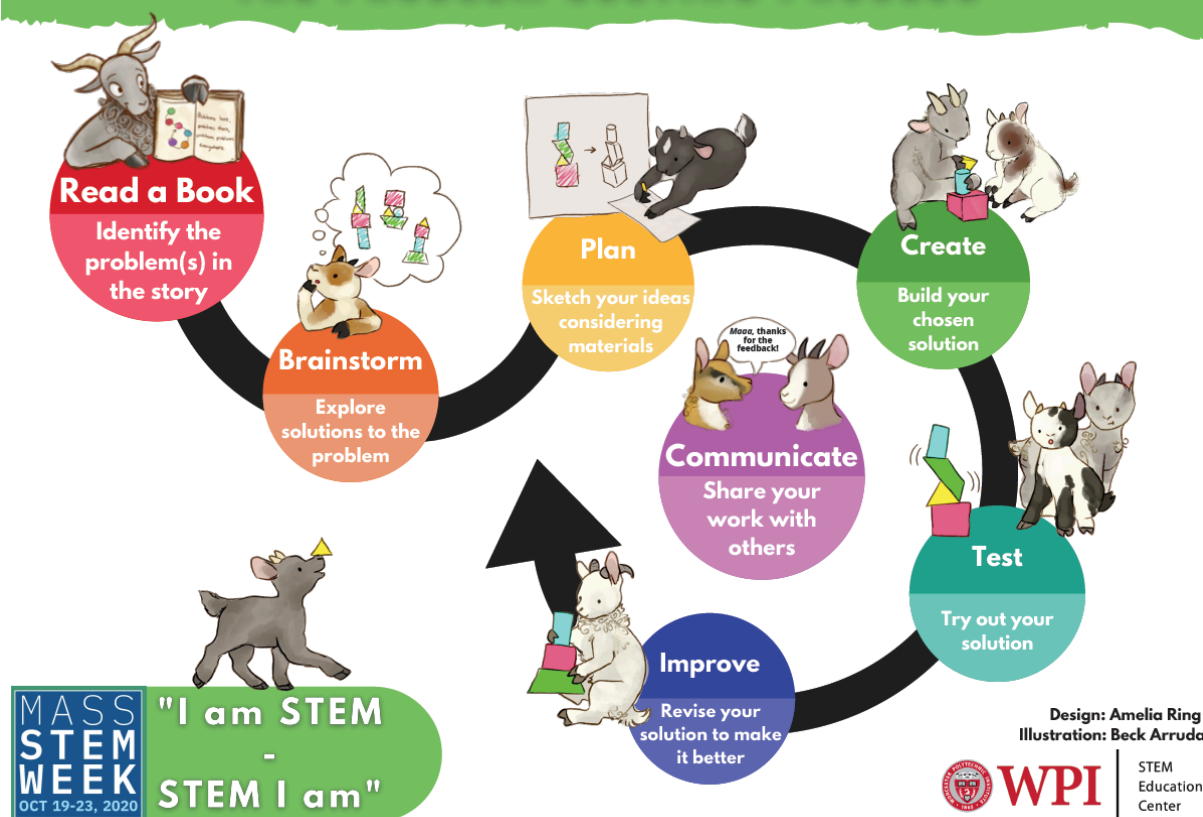 Read a Book
Identify the
problem(s) in
the story
Brainstorm
Explore
solutions to the
problem
Plan
Sketch your ideas
considering
materials
Create
Build your
chosen
solution
Maaa, thanks
for the
feedback!
Communicate
Share your
work with
others
Test
Try out your
solution
Improve
Revise your
solution to make
it better
MASS
STEM
WEEK
OCT 19-23, 2020
"I am STEM
-
STEM I am"
Design: Amelia Ring
Illustration: Beck Arruda
WPI
STEM
Education
Center